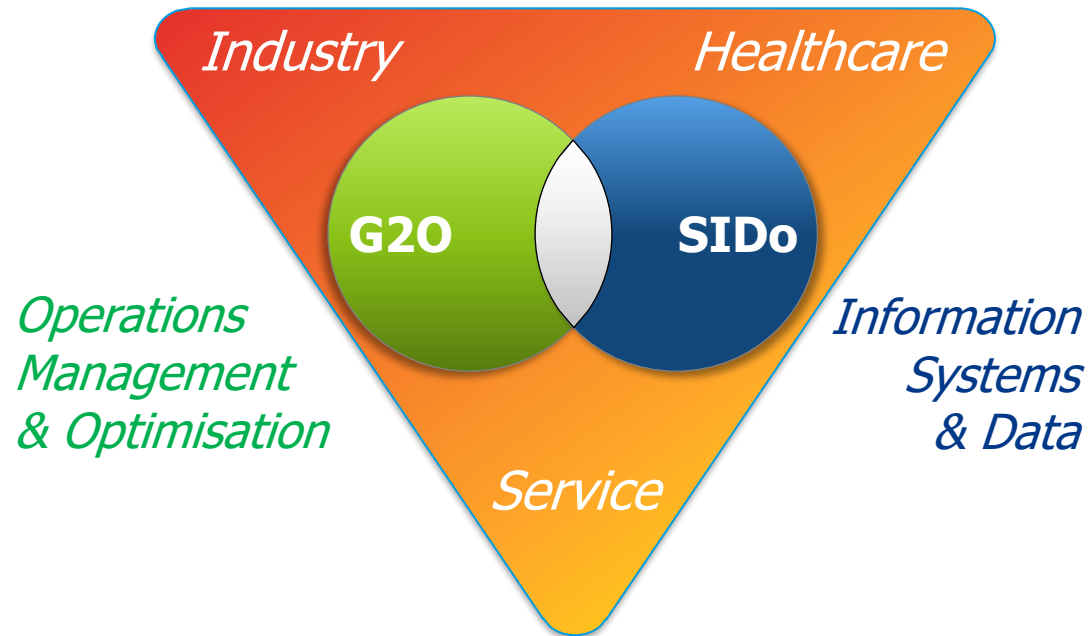 Industry
Healthcare
G2O
SIDo
Operations
Management
& Optimisation
Information
Systems
& Data
Service